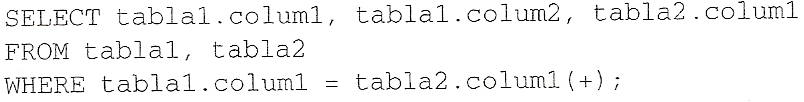 SELECT tabla1.colum1, tabla1.colum2, tabla2.colum1
FROM tabla1, tabla2
WHERE tabla1.colum1 = tabla2.colum1(+);